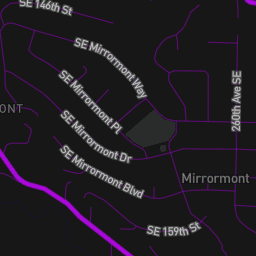 SE 146th St
SE Mirrormont Way
SE Mirrormont Pl
260th Ave SE
ONT
SE Mirrormont Dr
SE Mirrormont Blvd
Mirrormont
SE 159th St